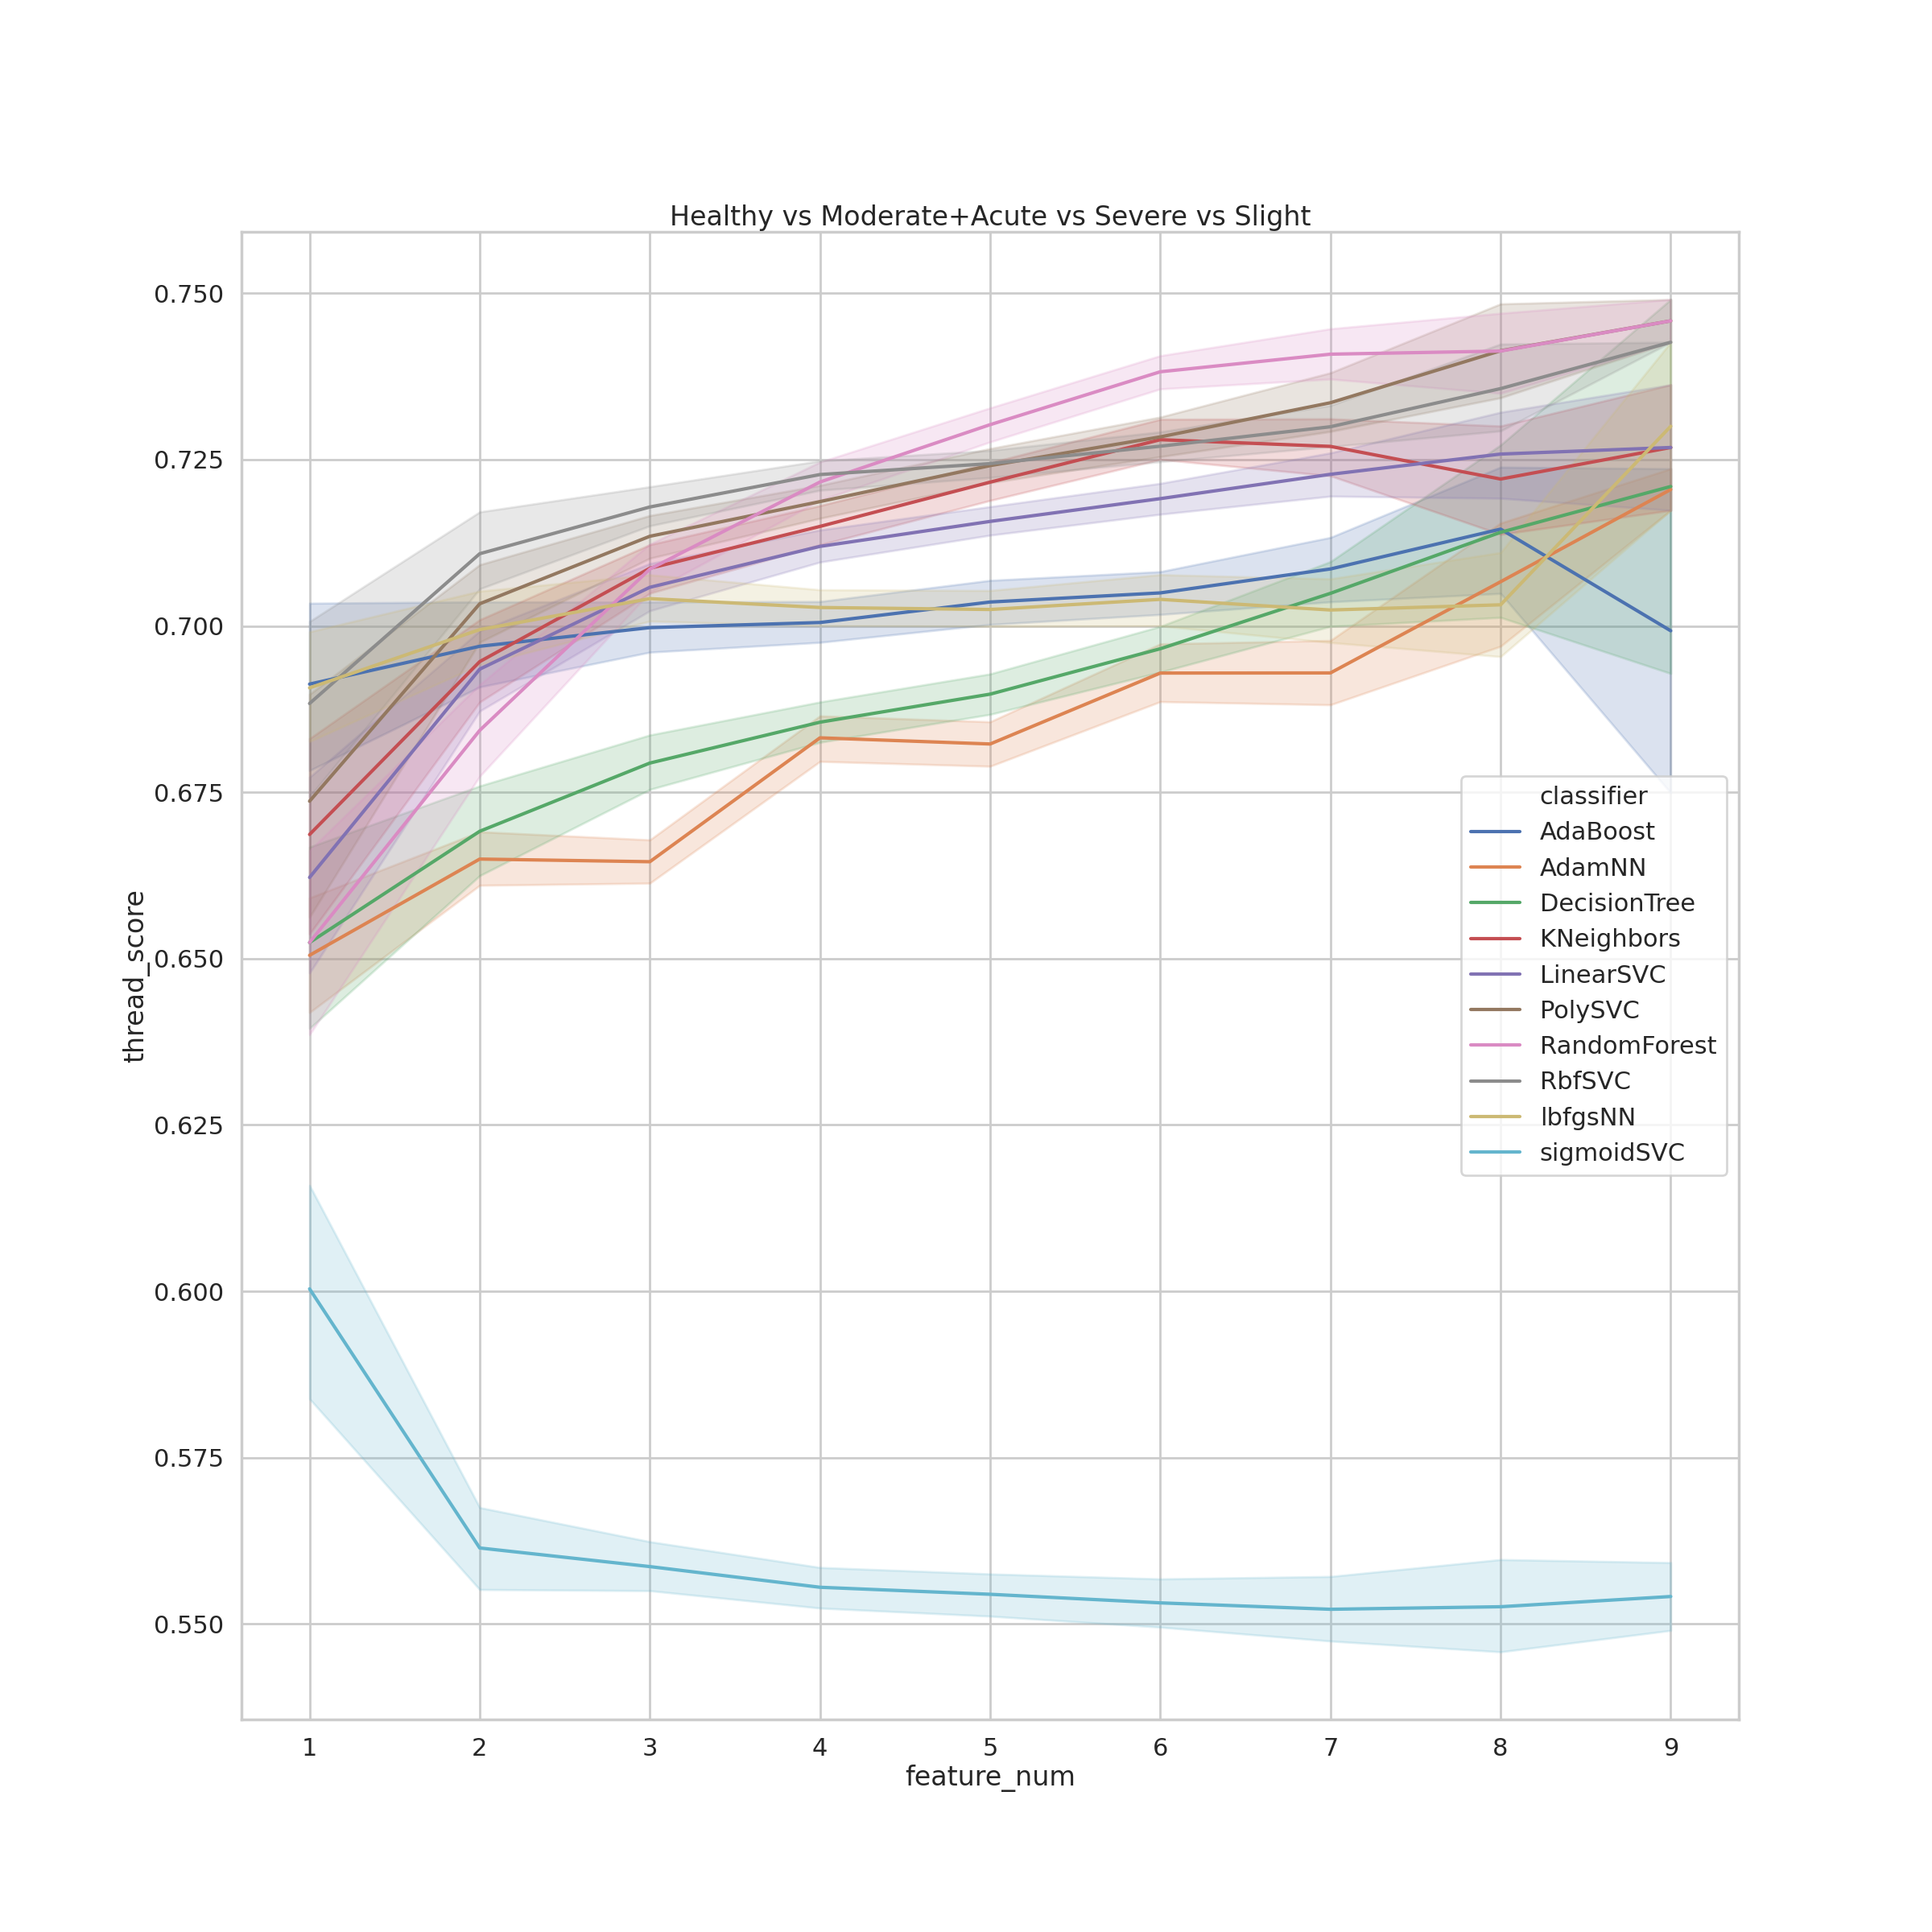 Healthy vs Moderate+Acute vs Severe vs Slight
thread_score
0.750
0.725
0.700
0.675
0.650
0.625
0.600
0.575
0.550
classifier
AdaBoost
AdamNN
DecisionTree
KNeighbors
LinearSVC
PolySVC
RandomForest
RbfSVC
lbfgsNN
sigmoidSVC
1 2 3 4 5 6 7 8 9
feature_num